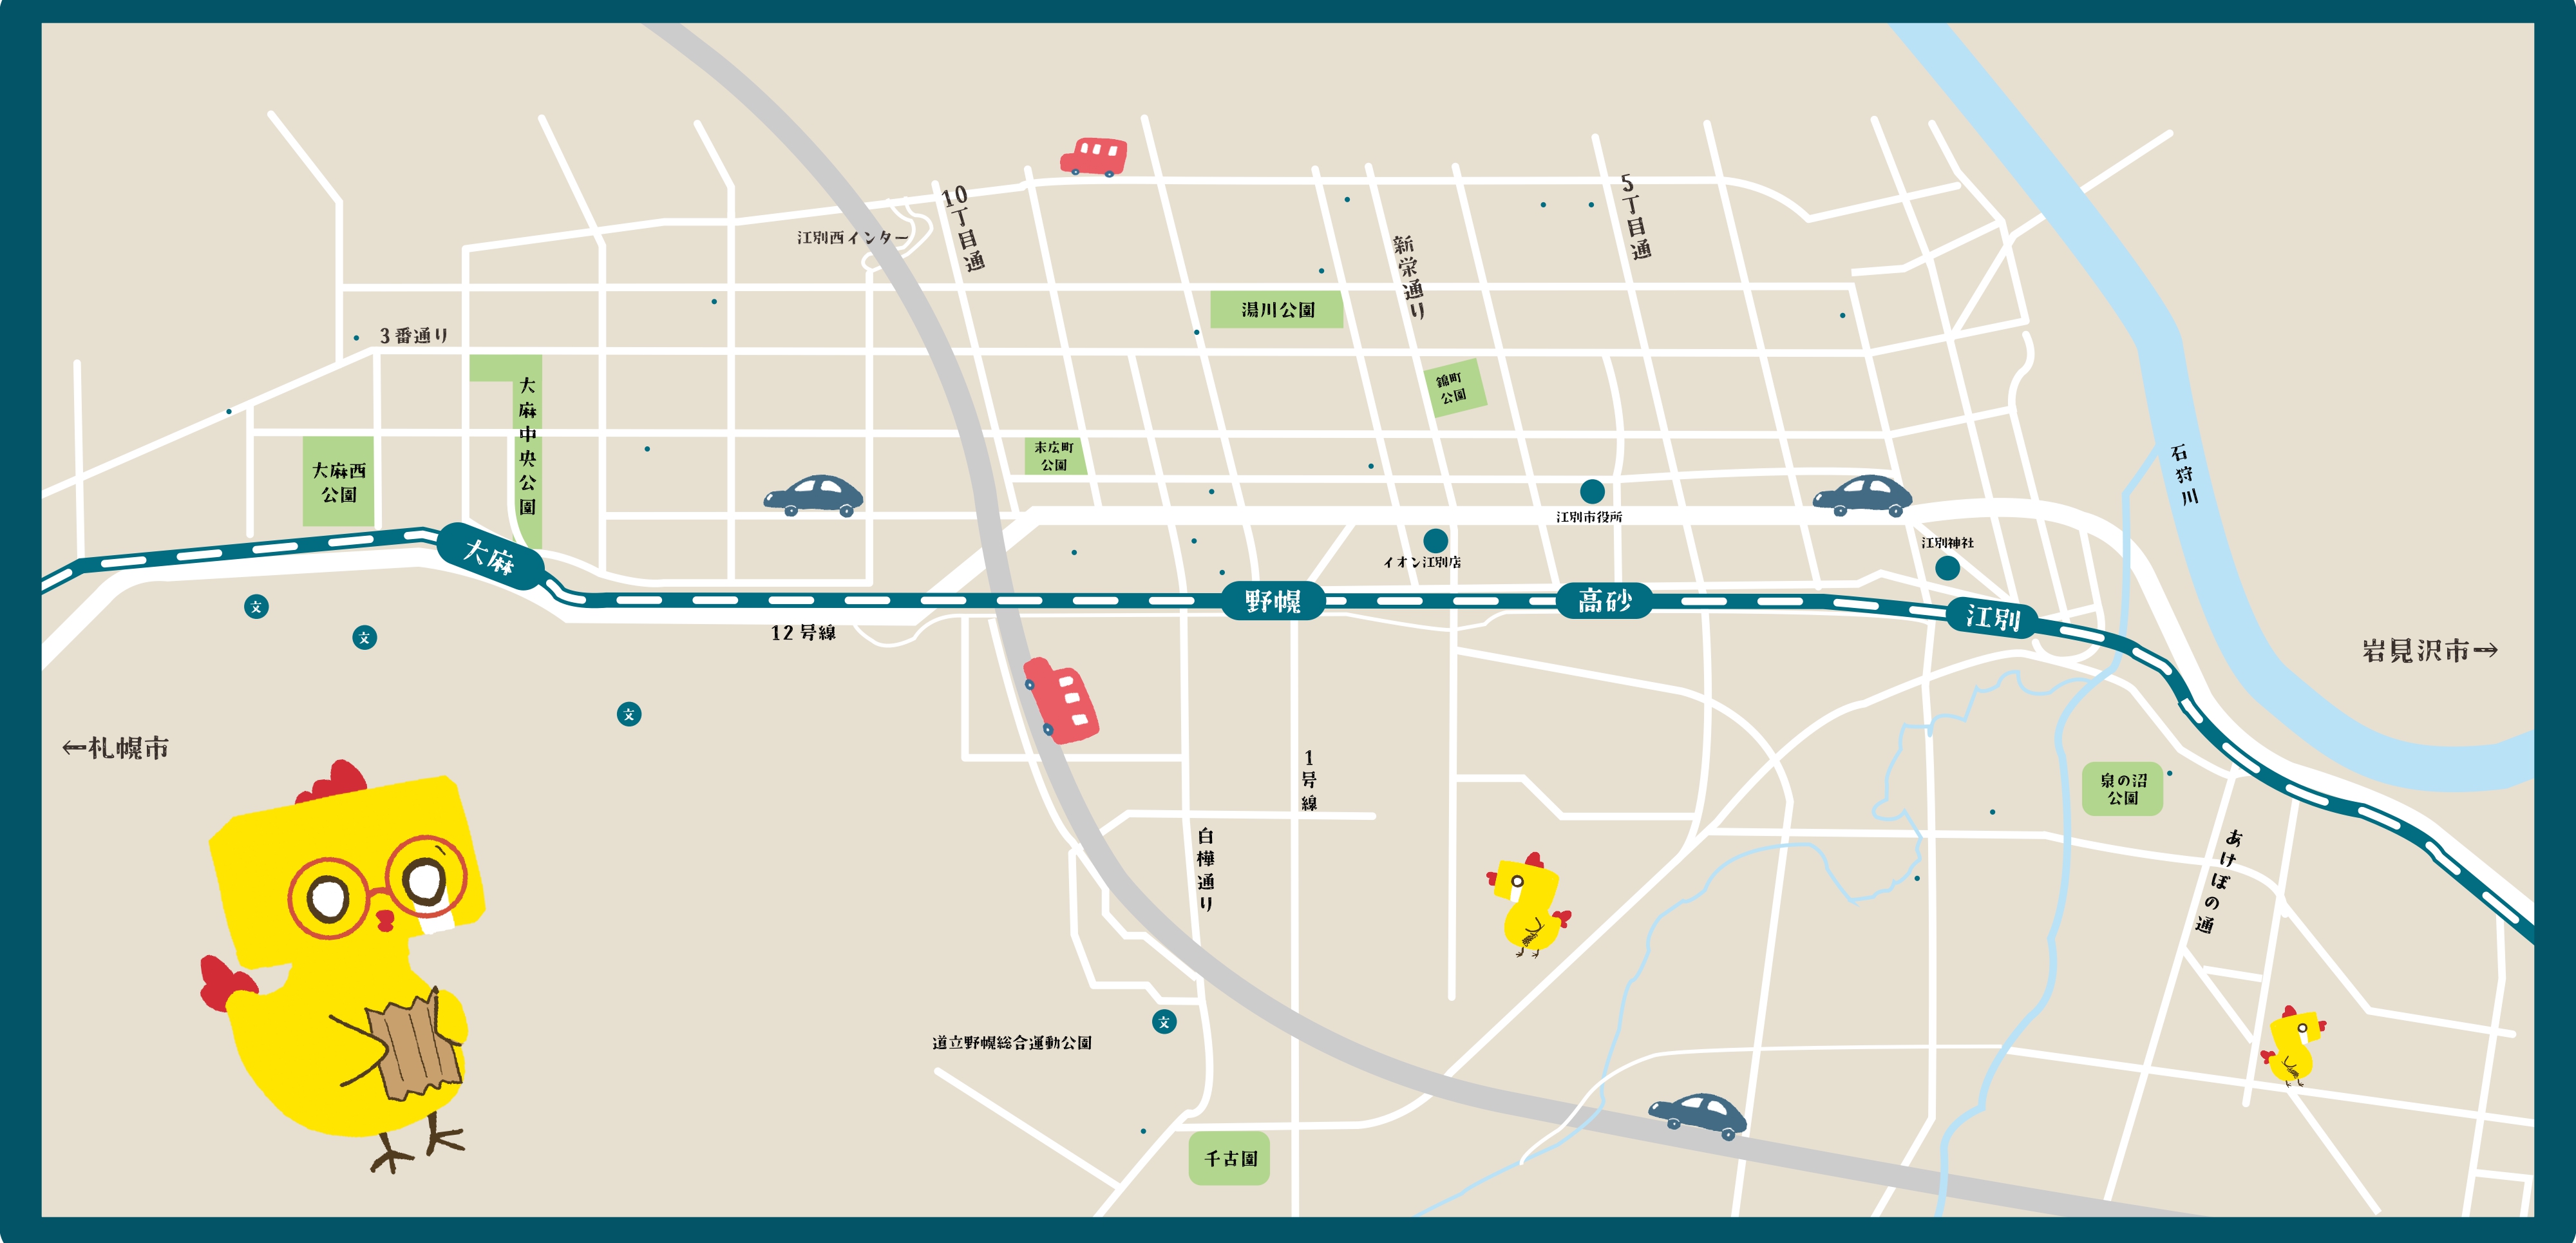 10丁目通
5丁目通
江別西インター
新栄通り
湯川公園
3番通り
大麻中央公園
錦町
公園
末広町
公園
大麻西
公園
石狩川
江別市役所
大麻
イオン江別店
江別神社
野幌
高砂
江別
文
文
12号線
岩見沢市→
文
←札幌市
1号線
泉の沼
公園
白樺通り
あけぼの通
文
道立野幌総合運動公園
千古園